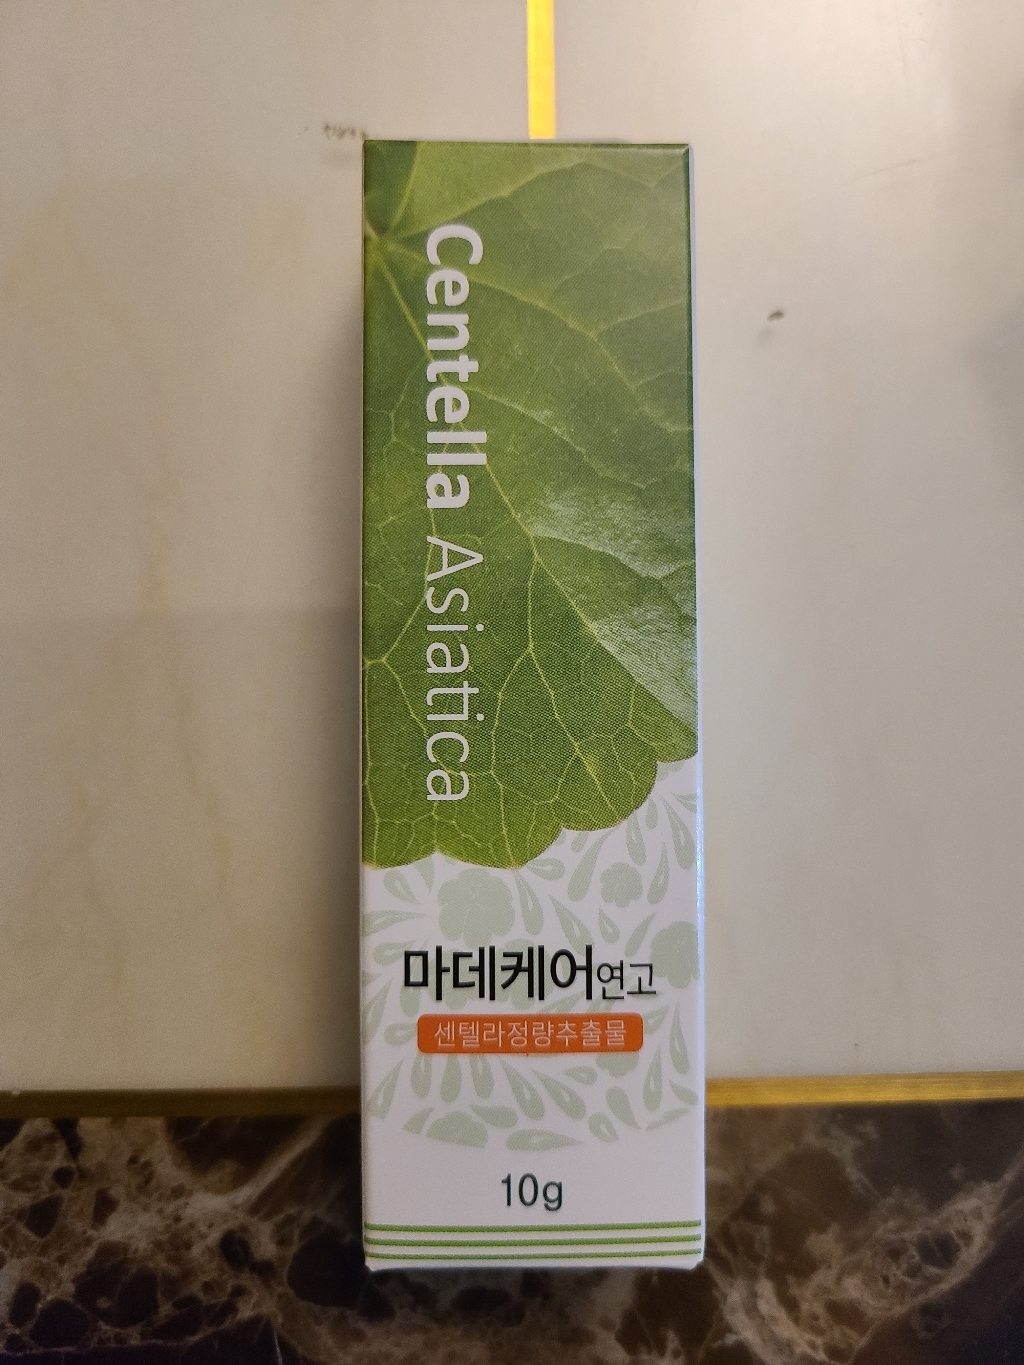 Centella Asiatica
마데케어연고
센텔라정량추출물
10g